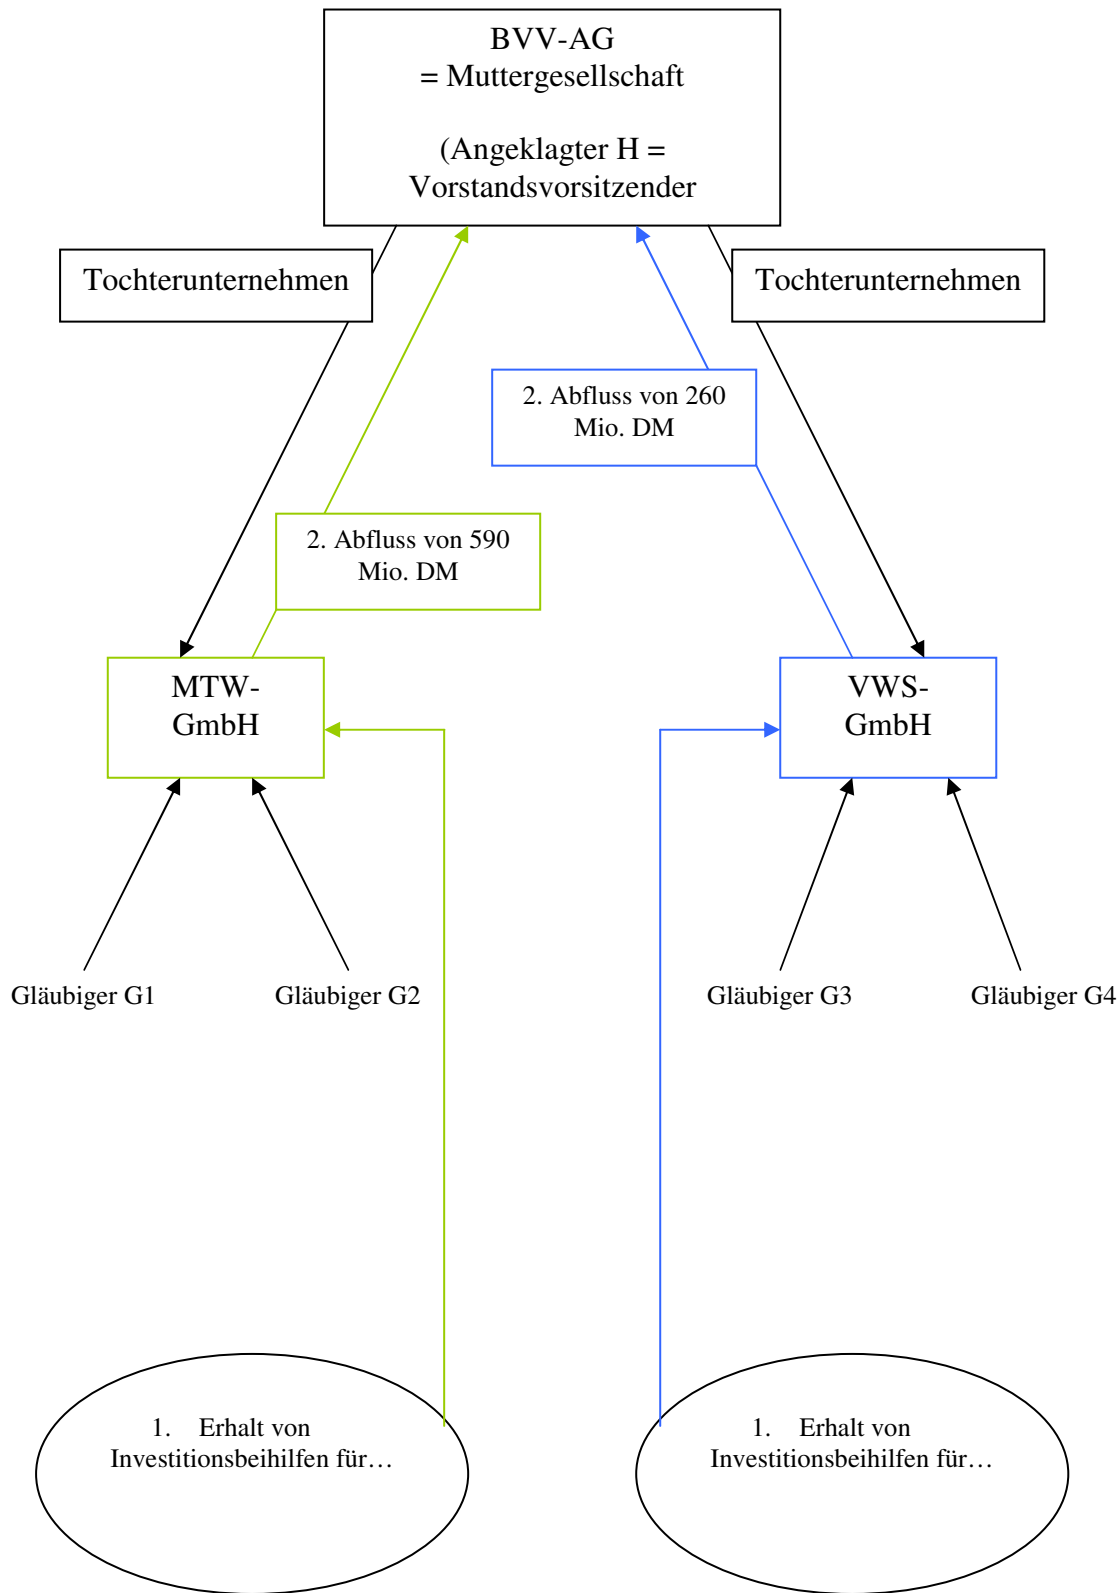 BVV-AG
= Muttergesellschaft
(Angeklagter H =
Vorstandsvorsitzender
Tochterunternehmen
Tochterunternehmen
2. Abfluss von 260
Mio. DM
2. Abfluss von 590
Mio. DM
MTW-
GmbH
VWS-
GmbH
Gläubiger G1
Gläubiger G2
Gläubiger G3
Gläubiger G4
1. Erhalt von
Investitionsbeihilfen für…
1. Erhalt von
Investitionsbeihilfen für…